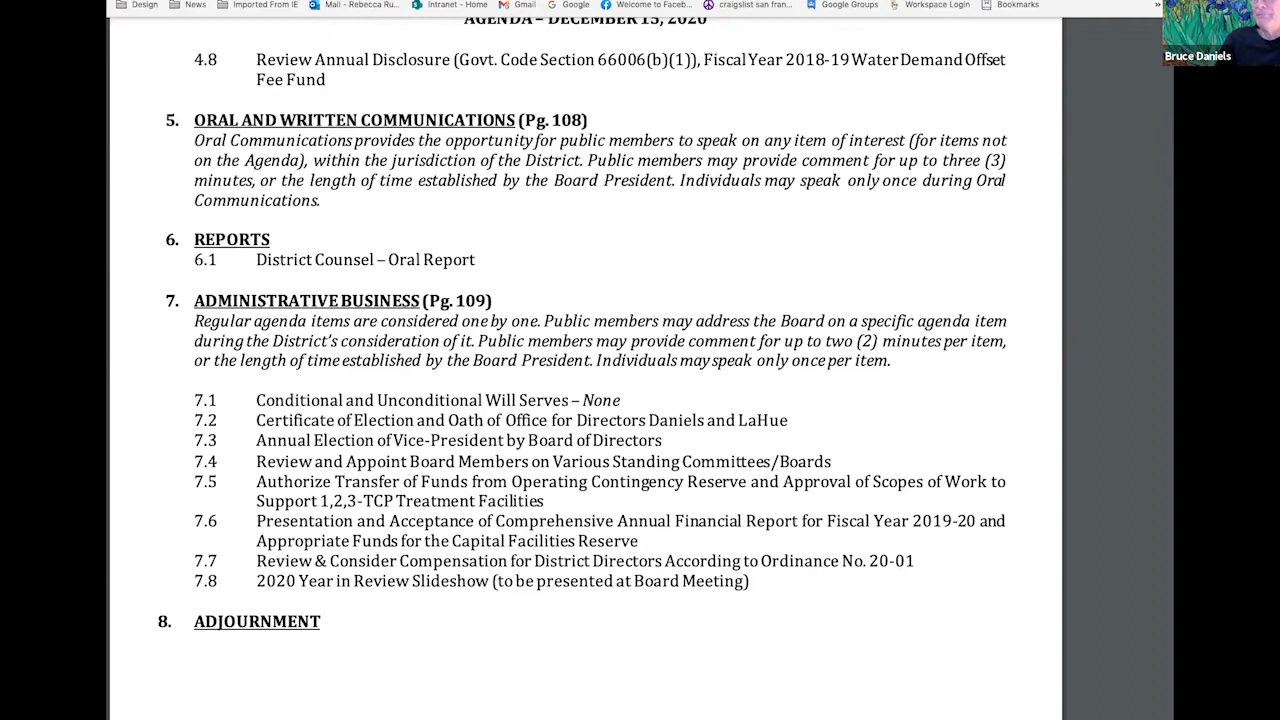 Design News Imported From IE Mail - Rebecca Ru... Intranet - Home Gmail Google Welcome to Faceb... craigslist san fran... Google Groups Workspace Login Bookmarks »
AGENDA – DECEMBER 15, 2020
Bruce Daniels
4.8 Review Annual Disclosure (Govt. Code Section 66006(b)(1)), Fiscal Year 2018-19 Water Demand Offset
Fee Fund
5. ORAL AND WRITTEN COMMUNICATIONS (Pg. 108)
Oral Communications provides the opportunity for public members to speak on any item of interest (for items not
on the Agenda), within the jurisdiction of the District. Public members may provide comment for up to three (3)
minutes, or the length of time established by the Board President. Individuals may speak only once during Oral
Communications.
6. REPORTS
6.1 District Counsel – Oral Report
7. ADMINISTRATIVE BUSINESS (Pg. 109)
Regular agenda items are considered one by one. Public members may address the Board on a specific agenda item
during the District's consideration of it. Public members may provide comment for up to two (2) minutes per item,
or the length of time established by the Board President. Individuals may speak only once per item.
7.1 Conditional and Unconditional Will Serves – None
7.2 Certificate of Election and Oath of Office for Directors Daniels and LaHue
7.3 Annual Election of Vice-President by Board of Directors
7.4 Review and Appoint Board Members on Various Standing Committees/Boards
7.5 Authorize Transfer of Funds from Operating Contingency Reserve and Approval of Scopes of Work to
Support 1,2,3-TCP Treatment Facilities
7.6 Presentation and Acceptance of Comprehensive Annual Financial Report for Fiscal Year 2019-20 and
Appropriate Funds for the Capital Facilities Reserve
7.7 Review & Consider Compensation for District Directors According to Ordinance No. 20-01
7.8 2020 Year in Review Slideshow (to be presented at Board Meeting)
8. ADJOURNMENT